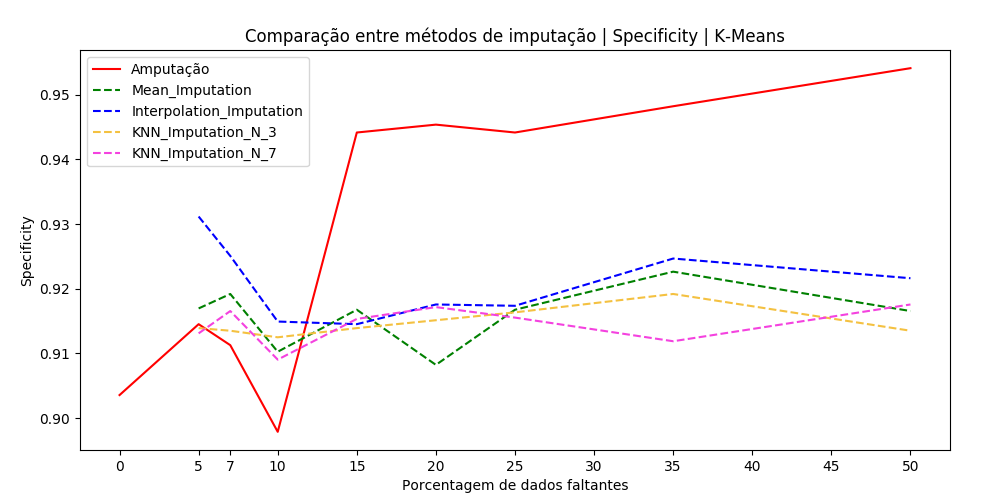 Comparação entre métodos de imputação | Specificity | K-Means
Amputação
Mean_Imputation
Interpolation_Imputation
KNN_Imputation_N_3
KNN_Imputation_N_7
Specificity
0.95
0.94
0.93
0.92
0.91
0.90
0 5 7 10 15 20 25 30 35 40 45 50
Porcentagem de dados faltantes